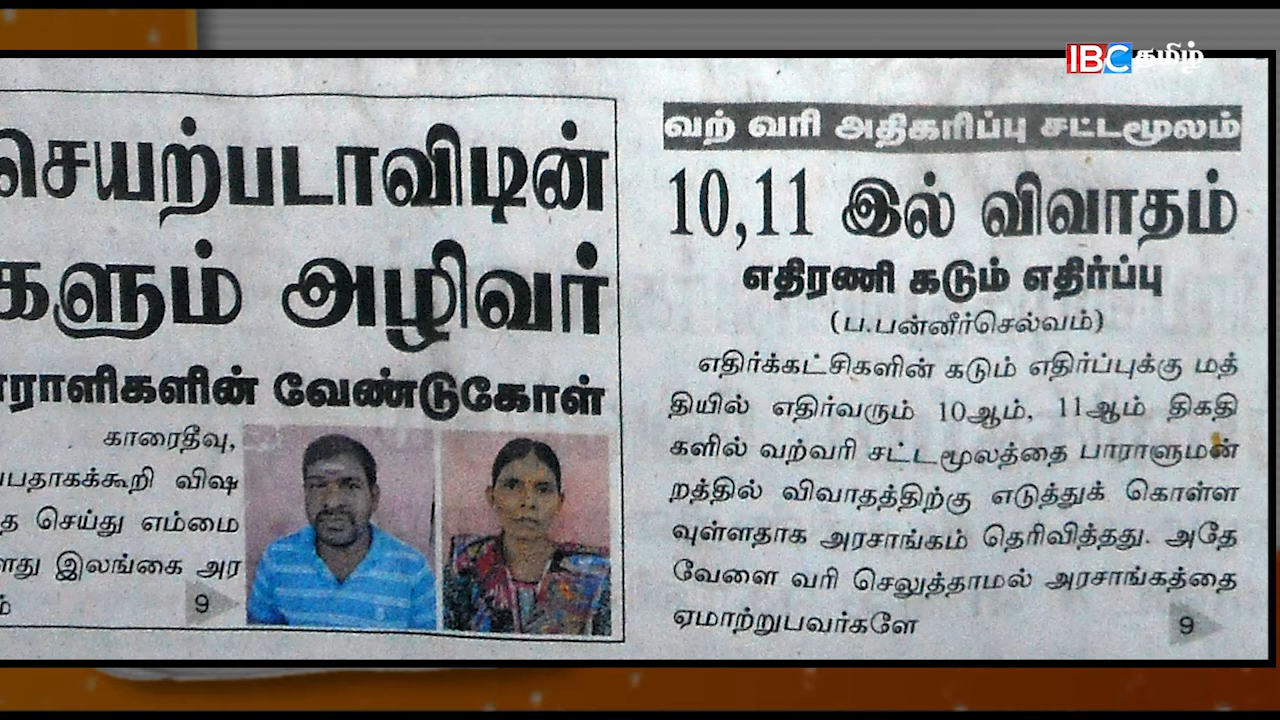 IBC தமிழ்
செயற்படாவிடின்
களும் அழிவர்
ராளிகளின் வேண்டுகோள்
காரைதீவு,
பதாகக்கூறி விஷ
செய்து எம்மை
இலங்கை அர
9
வற் வரி அதிகரிப்பு சட்டமூலம்
10,11 இல் விவாதம்
எதிரணி கடும் எதிர்ப்பு
(ப.பன்னீர்செல்வம்)
எதிர்க்கட்சிகளின் கடும் எதிர்ப்புக்கு மத்
தியில் எதிர்வரும் 10ஆம், 11ஆம் திகதி
களில் வற்வரி சட்டமூலத்தை பாராளுமன்
றத்தில் விவாதத்திற்கு எடுத்துக் கொள்ள
வுள்ளதாக அரசாங்கம் தெரிவித்தது. அதே
வேளை வரி செலுத்தாமல் அரசாங்கத்தை
ஏமாற்றுபவர்களே
9